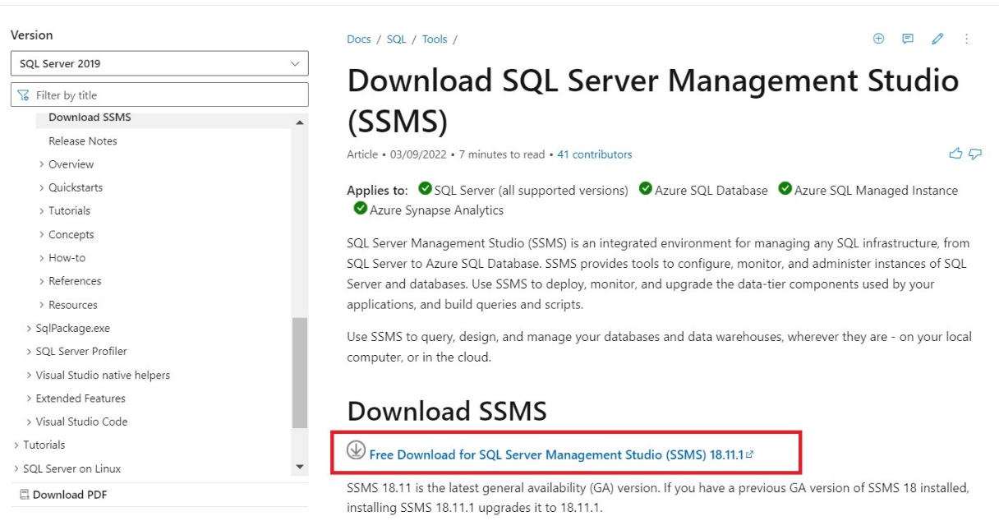 Version
SQL Server 2019
Filter by title
Download SSMS
Release Notes
Overview
Quickstarts
Tutorials
Concepts
How-to
References
Resources
SqlPackage.exe
SQL Server Profiler
Visual Studio native helpers
Extended Features
Visual Studio Code
Tutorials
SQL Server on Linux
Download PDF
Docs / SQL / Tools /
Download SQL Server Management Studio
(SSMS)
Article • 03/09/2022 • 7 minutes to read • 41 contributors
Applies to: SQL Server (all supported versions) Azure SQL Database Azure SQL Managed Instance
Azure Synapse Analytics
SQL Server Management Studio (SSMS) is an integrated environment for managing any SQL infrastructure, from
SQL Server to Azure SQL Database. SSMS provides tools to configure, monitor, and administer instances of SQL
Server and databases. Use SSMS to deploy, monitor, and upgrade the data-tier components used by your
applications, and build queries and scripts.
Use SSMS to query, design, and manage your databases and data warehouses, wherever they are - on your local
computer, or in the cloud.
Download SSMS
Free Download for SQL Server Management Studio (SSMS) 18.11.1
SSMS 18.11 is the latest general availability (GA) version. If you have a previous GA version of SSMS 18 installed,
installing SSMS 18.11.1 upgrades it to 18.11.1.